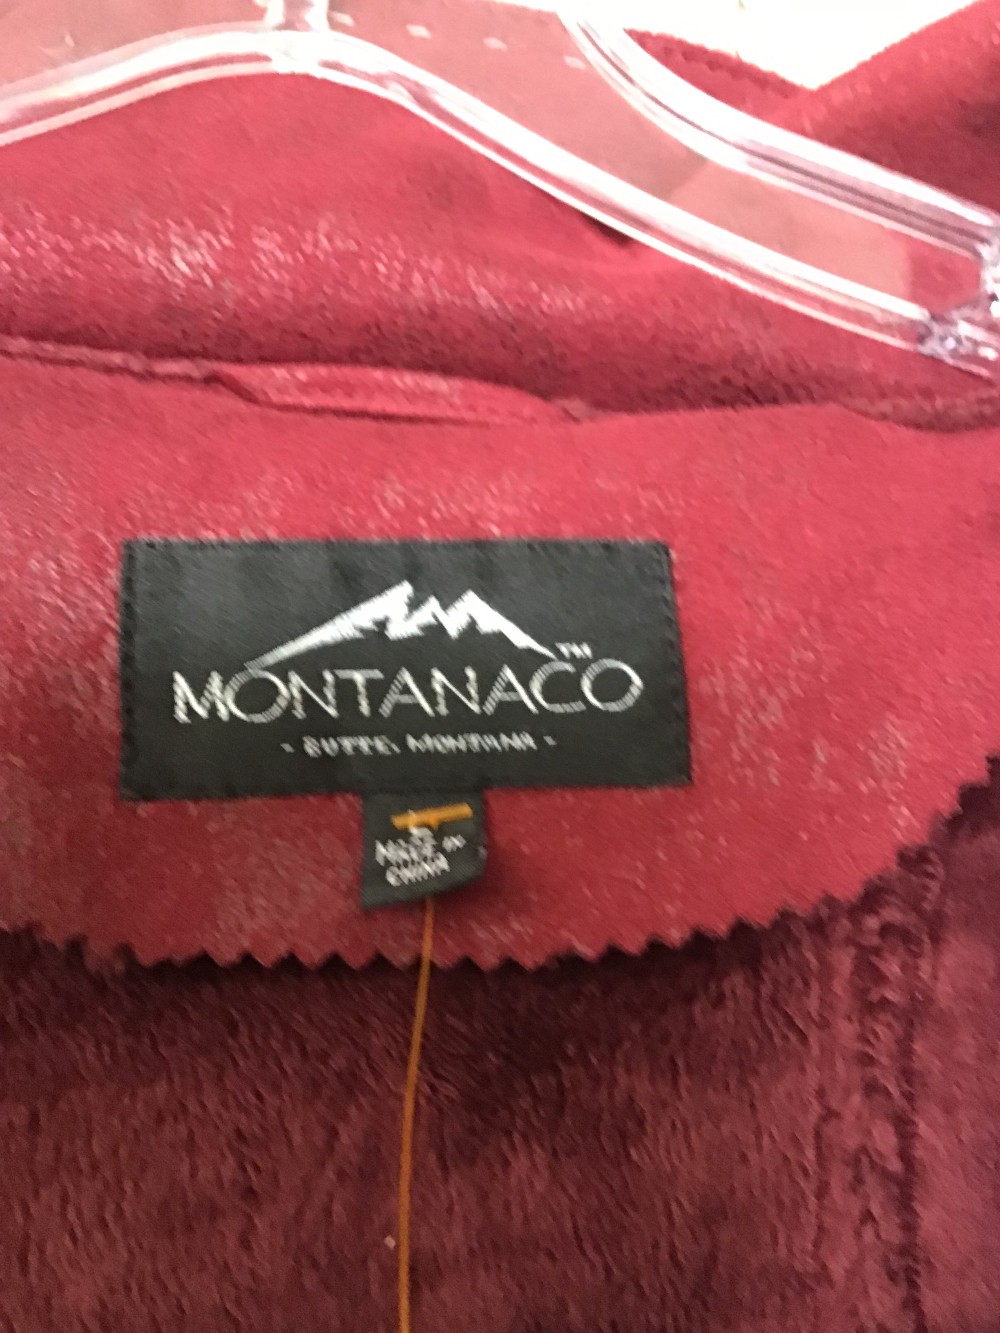 MONTANACO™
- BUTTE, MONTANA -
MADE IN
CHINA